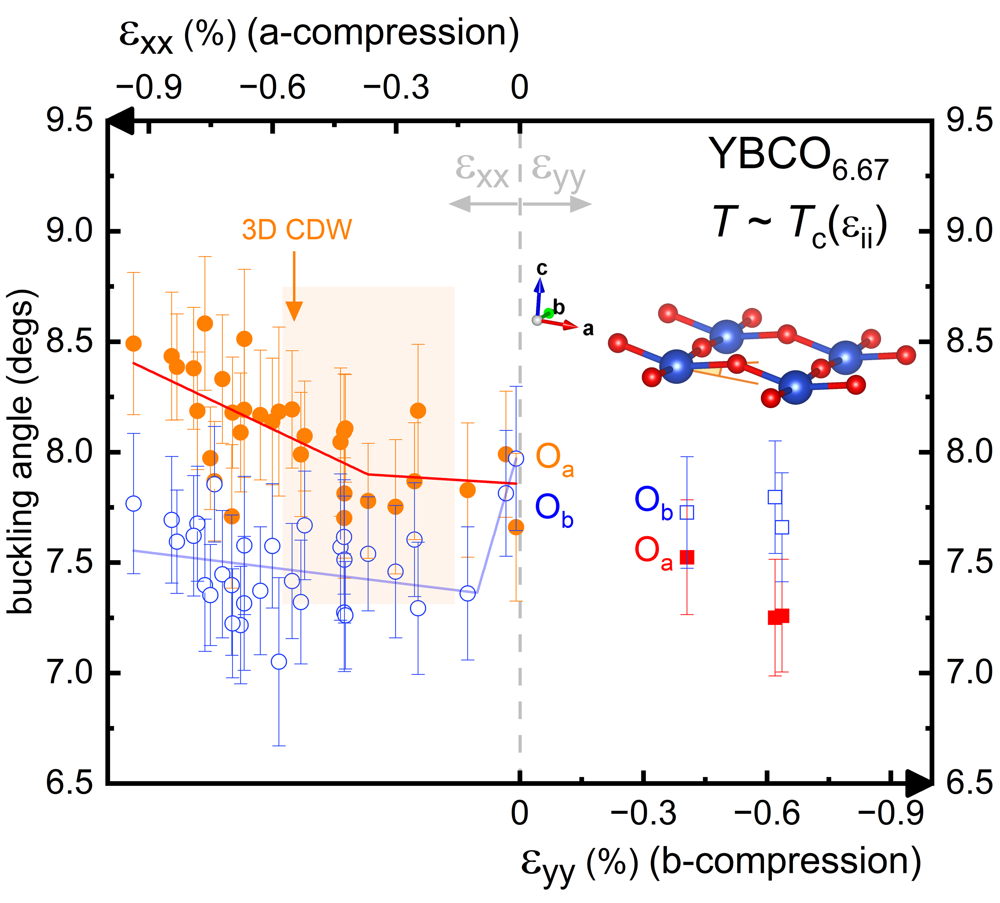 εxx (%) (a-compression)
−0.9 −0.6 −0.3 0
9.5 9.5
YBCO6.67
εxx εyy
T ~ Tc(εii)
3D CDW
9.0 9.0
c
b
a
8.5 8.5
buckling angle (degs)
8.0 8.0
Oa
Ob
Ob
Oa
7.5 7.5
7.0 7.0
6.5 6.5
0 −0.3 −0.6 −0.9
εyy (%) (b-compression)